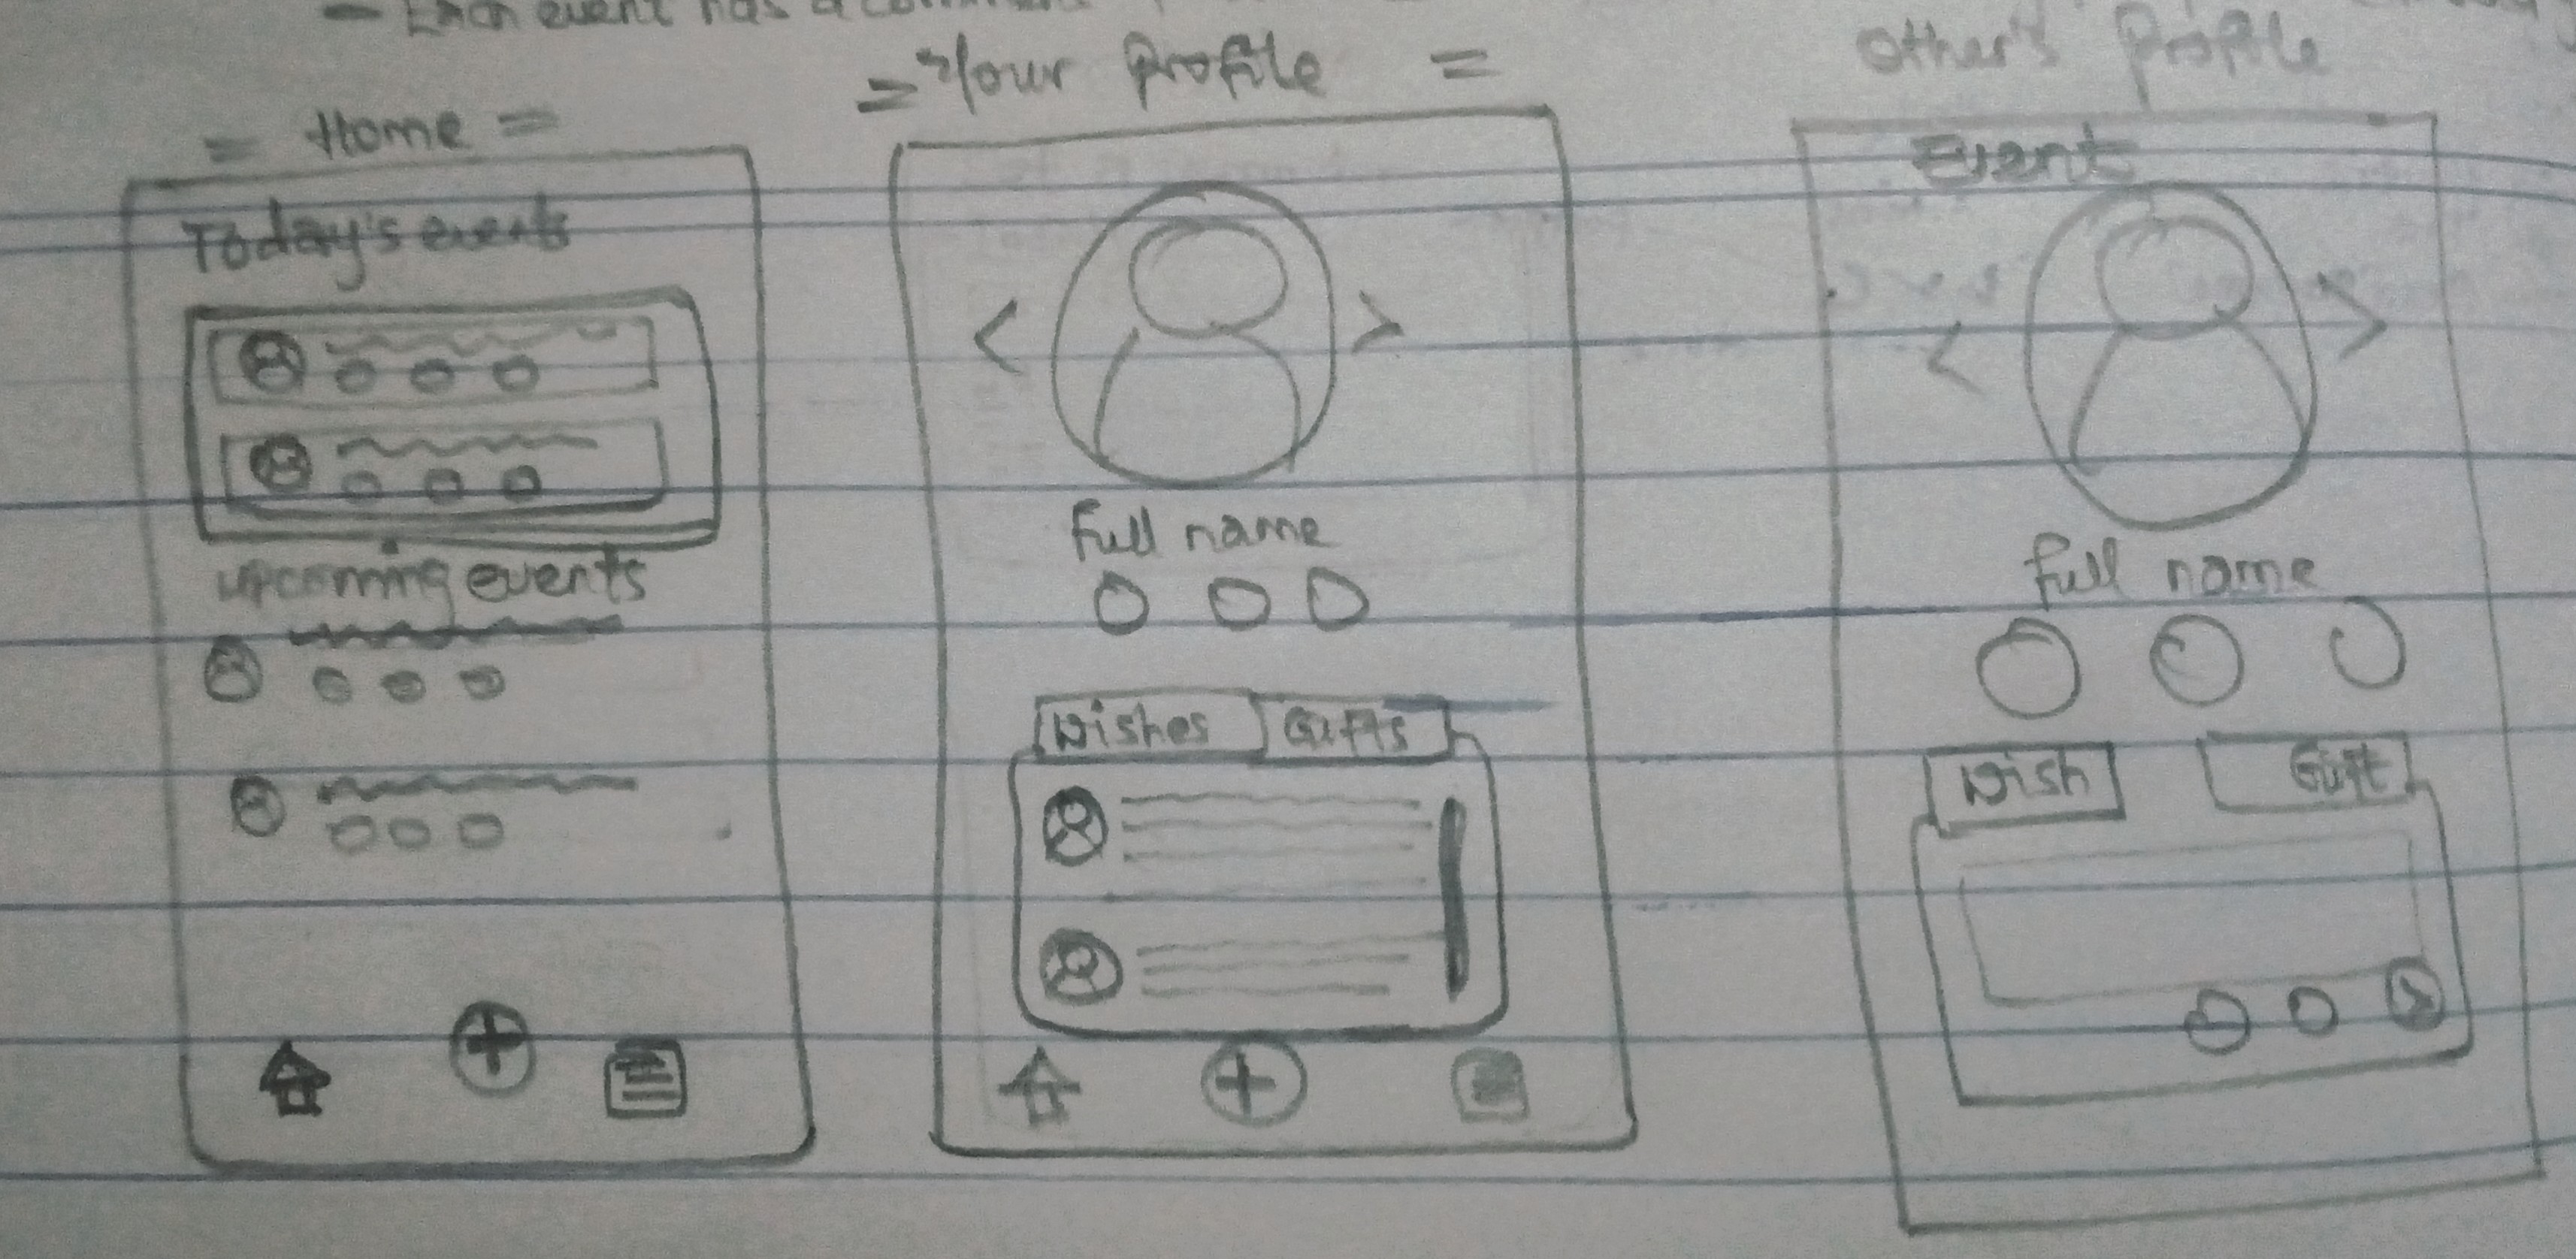 - Each event has a comment
= Home =
Today's events
upcoming events
= Your Profile =
Full name
Wishes Gifts
Other's Profile
Event
Full name
Wish Gift